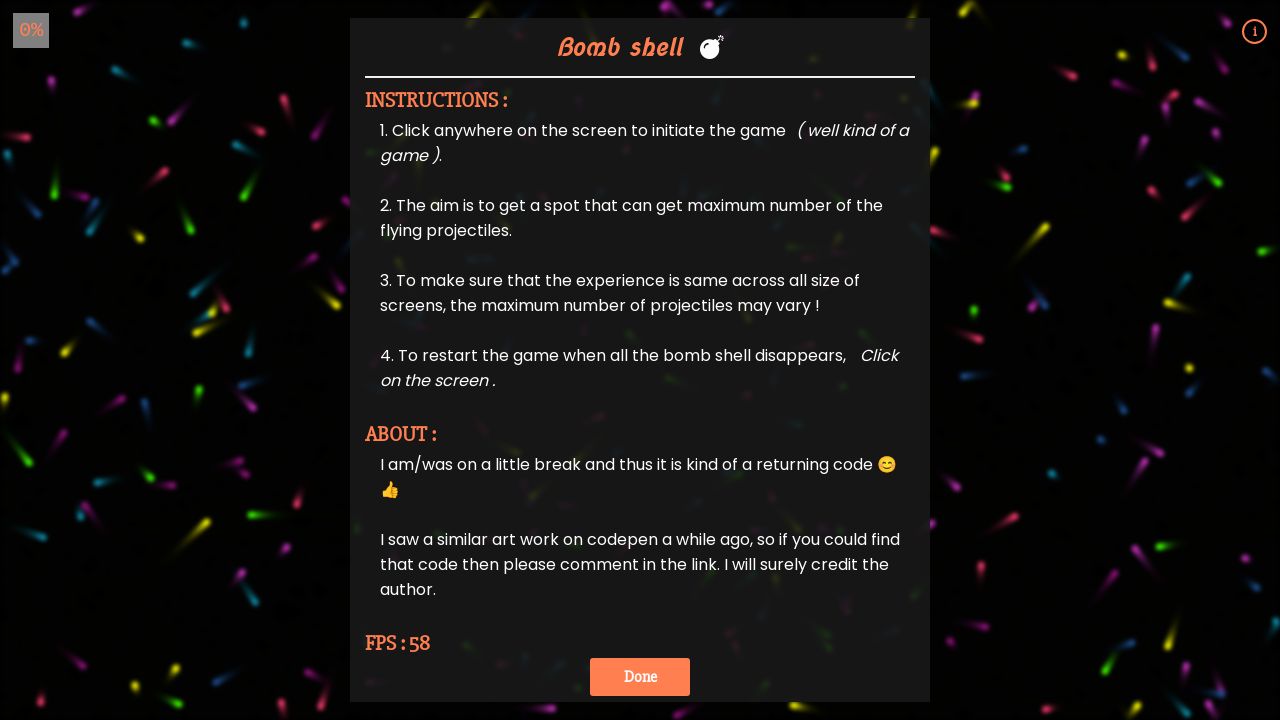 0%
Bomb shell 💣
i
INSTRUCTIONS :
1. Click anywhere on the screen to initiate the game ( well kind of a
game ).
2. The aim is to get a spot that can get maximum number of the
flying projectiles.
3. To make sure that the experience is same across all size of
screens, the maximum number of projectiles may vary !
4. To restart the game when all the bomb shell disappears, Click
on the screen .
ABOUT :
I am/was on a little break and thus it is kind of a returning code 😊
👍
I saw a similar art work on codepen a while ago, so if you could find
that code then please comment in the link. I will surely credit the
author.
FPS : 58
Done